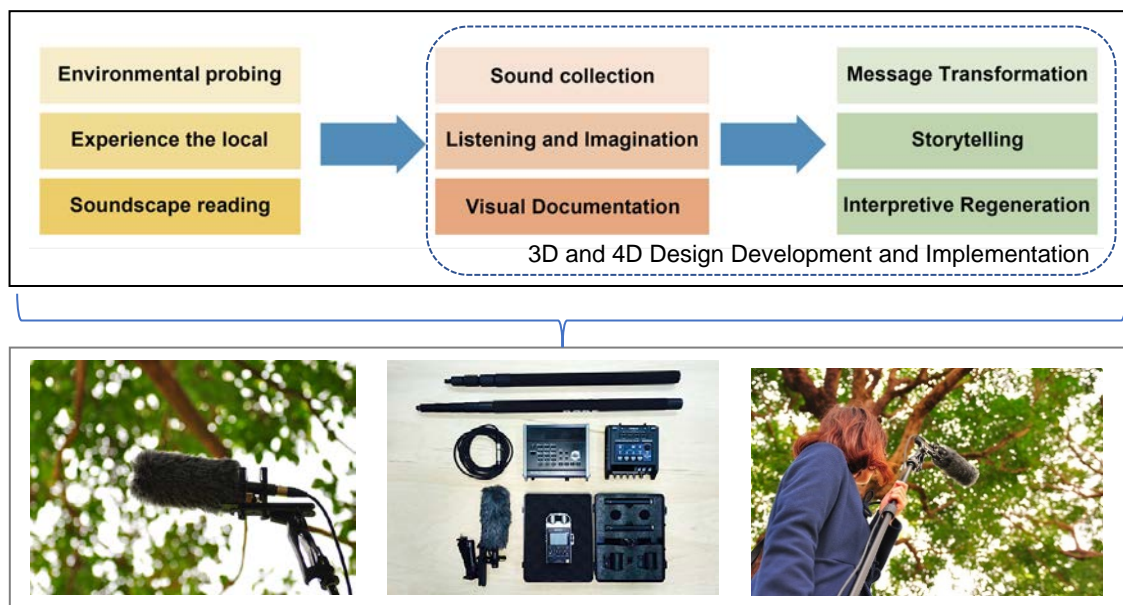 Environmental probing
Experience the local
Soundscape reading
Sound collection
Listening and Imagination
Visual Documentation
Message Transformation
Storytelling
Interpretive Regeneration
3D and 4D Design Development and Implementation